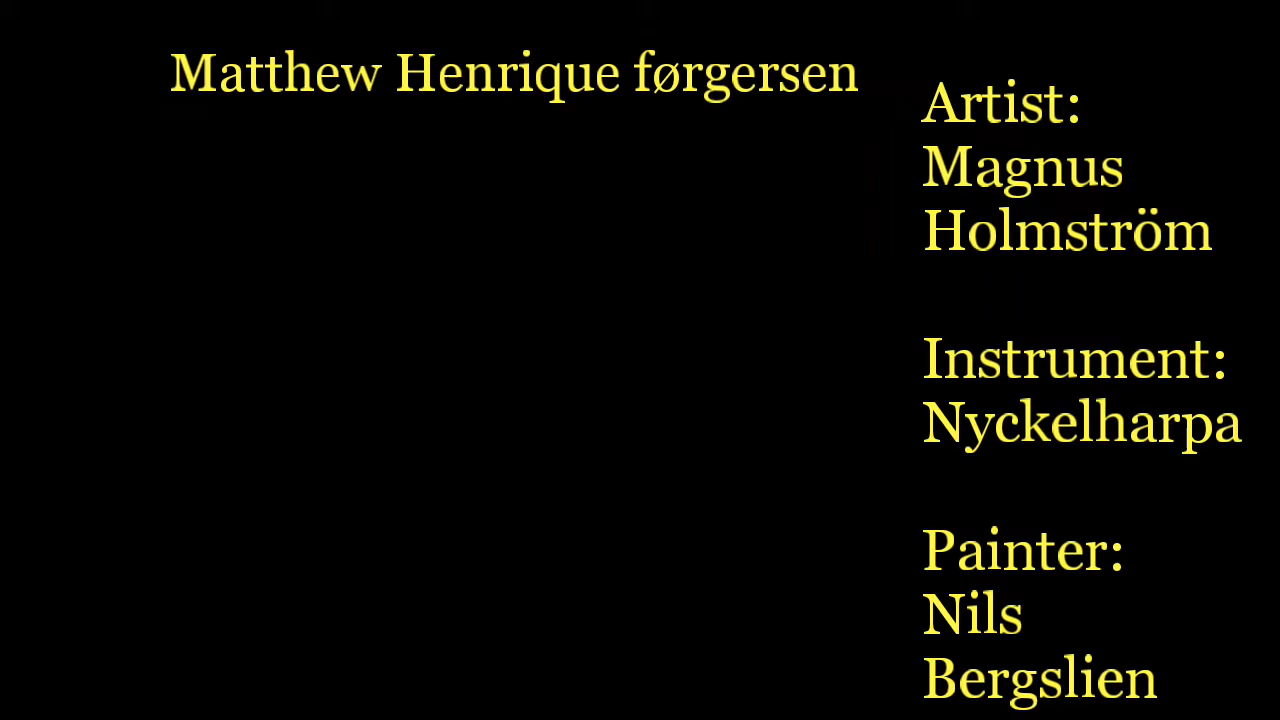 Matthew Henrique førgersen
Artist:
Magnus
Holmström
Instrument:
Nyckelharpa
Painter:
Nils
Bergslien